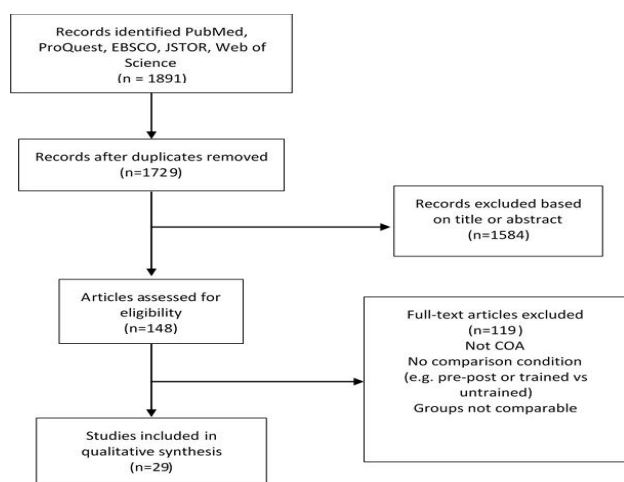 Records identified PubMed,
ProQuest, EBSCO, JSTOR, Web of
Science
(n = 1891)
Records after duplicates removed
(n=1729)
Records excluded based
on title or abstract
(n=1584)
Articles assessed for
eligibility
(n=148)
Full-text articles excluded
(n=119)
Not COA
No comparison condition
(e.g. pre-post or trained vs
untrained)
Groups not comparable
Studies included in
qualitative synthesis
(n=29)